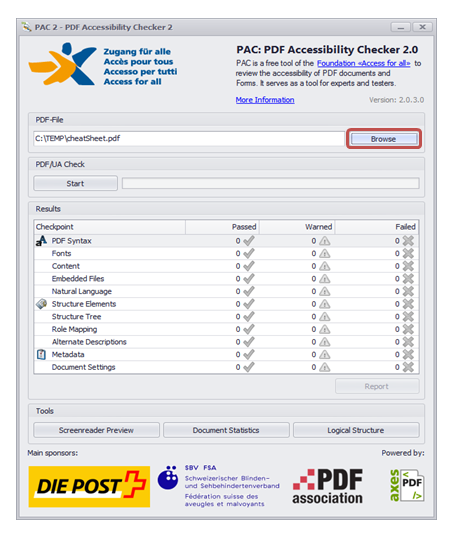 PAC 2 - PDF Accessibility Checker 2
Zugang für alle
Accès pour tous
Accesso per tutti
Access for all
PAC: PDF Accessibility Checker 2.0
PAC is a free tool of the Foundation «Access for all» to
review the accessibility of PDF documents and
Forms. It serves as a tool for experts and testers.
More Information
Version: 2.0.3.0
PDF-File
C:\TEMP\cheatSheet.pdf
Browse
PDF/UA Check
Start
Results
Checkpoint Passed Warned Failed
PDF Syntax 0 0 0
Fonts 0 0 0
Content 0 0 0
Embedded Files 0 0 0
Natural Language 0 0 0
Structure Elements 0 0 0
Structure Tree 0 0 0
Role Mapping 0 0 0
Alternate Descriptions 0 0 0
Metadata 0 0 0
Document Settings 0 0 0
Report
Tools
Screenreader Preview Document Statistics Logical Structure
Main sponsors: Powered by:
DIE POST
SBV FSA
Schweizerischer Blinden-
und Sehbehindertenverband
Fédération suisse des
aveugles et malvoyants
PDF
association
axes
PDF